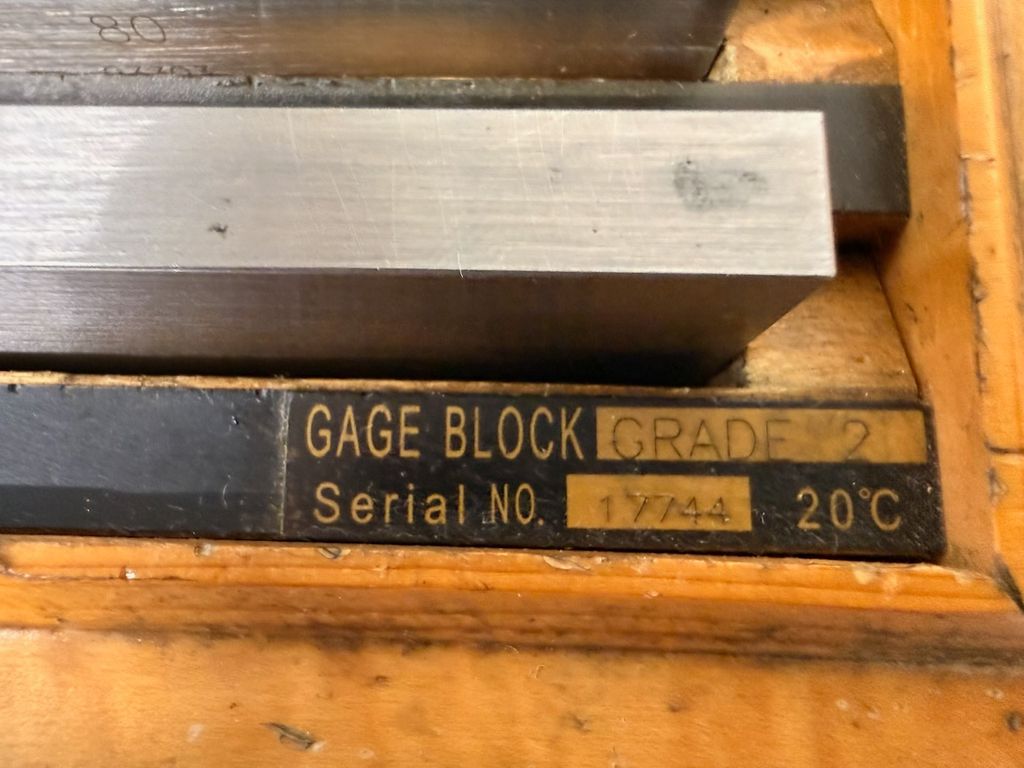 80
GAGE BLOCK GRADE 2
Serial NO. 17744 20°C